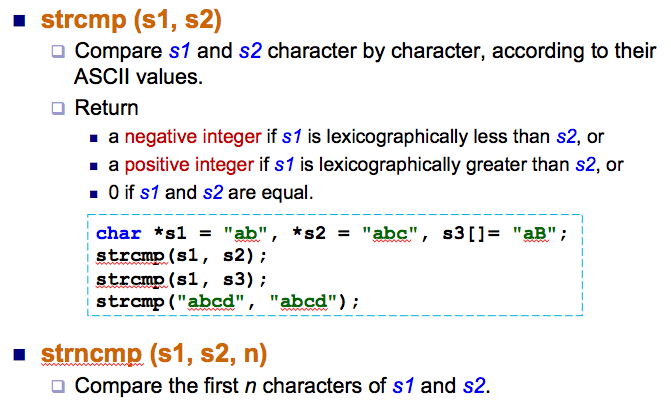 strcmp (s1, s2)
Compare s1 and s2 character by character, according to their
ASCII values.
Return
a negative integer if s1 is lexicographically less than s2, or
a positive integer if s1 is lexicographically greater than s2, or
0 if s1 and s2 are equal.
char *s1 = "ab", *s2 = "abc", s3[]= "aB";
strcmp(s1, s2);
strcmp(s1, s3);
strcmp("abcd", "abcd");
strncmp (s1, s2, n)
Compare the first n characters of s1 and s2.